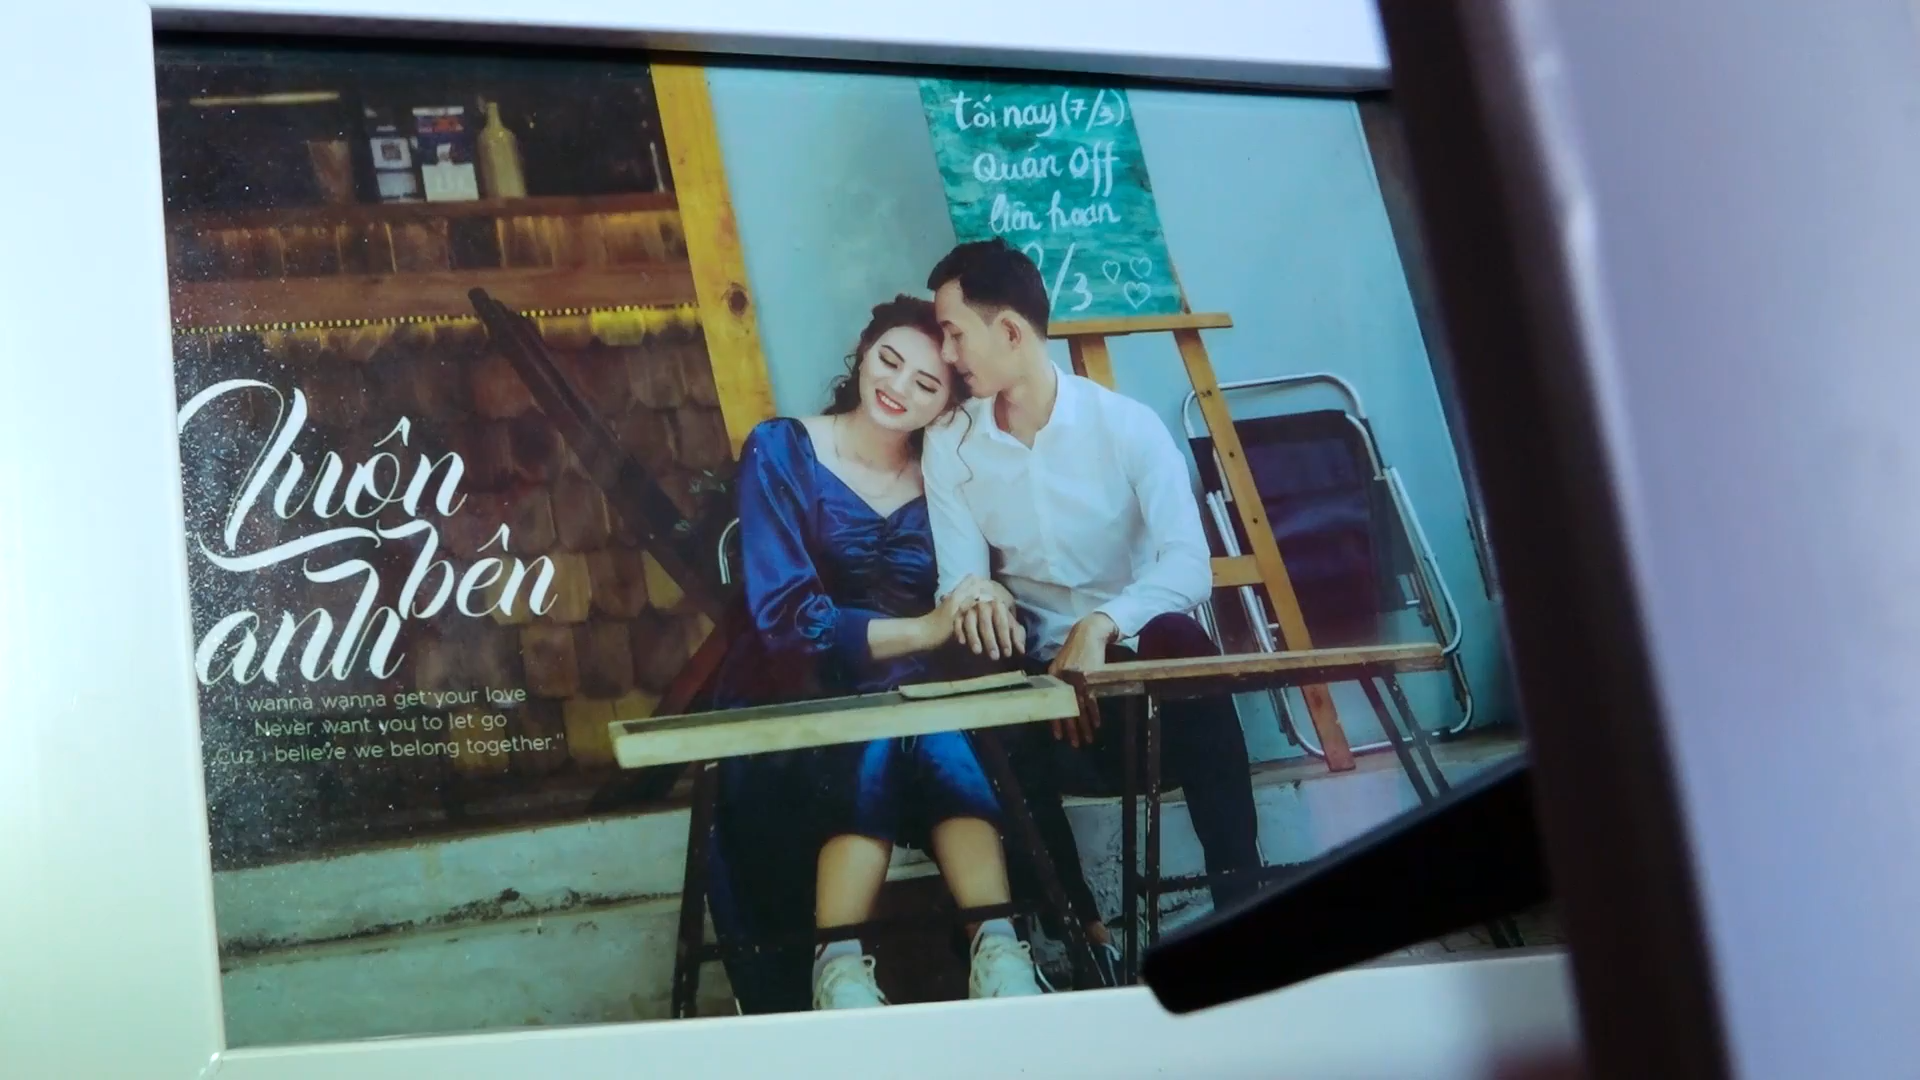 Luôn
bên
anh
"I wanna wanna get your love
Never want you to let go
Cuz i believe we belong together."
tối nay (7/3)
Quán Off
liên hoan
/3 ♡♡♡